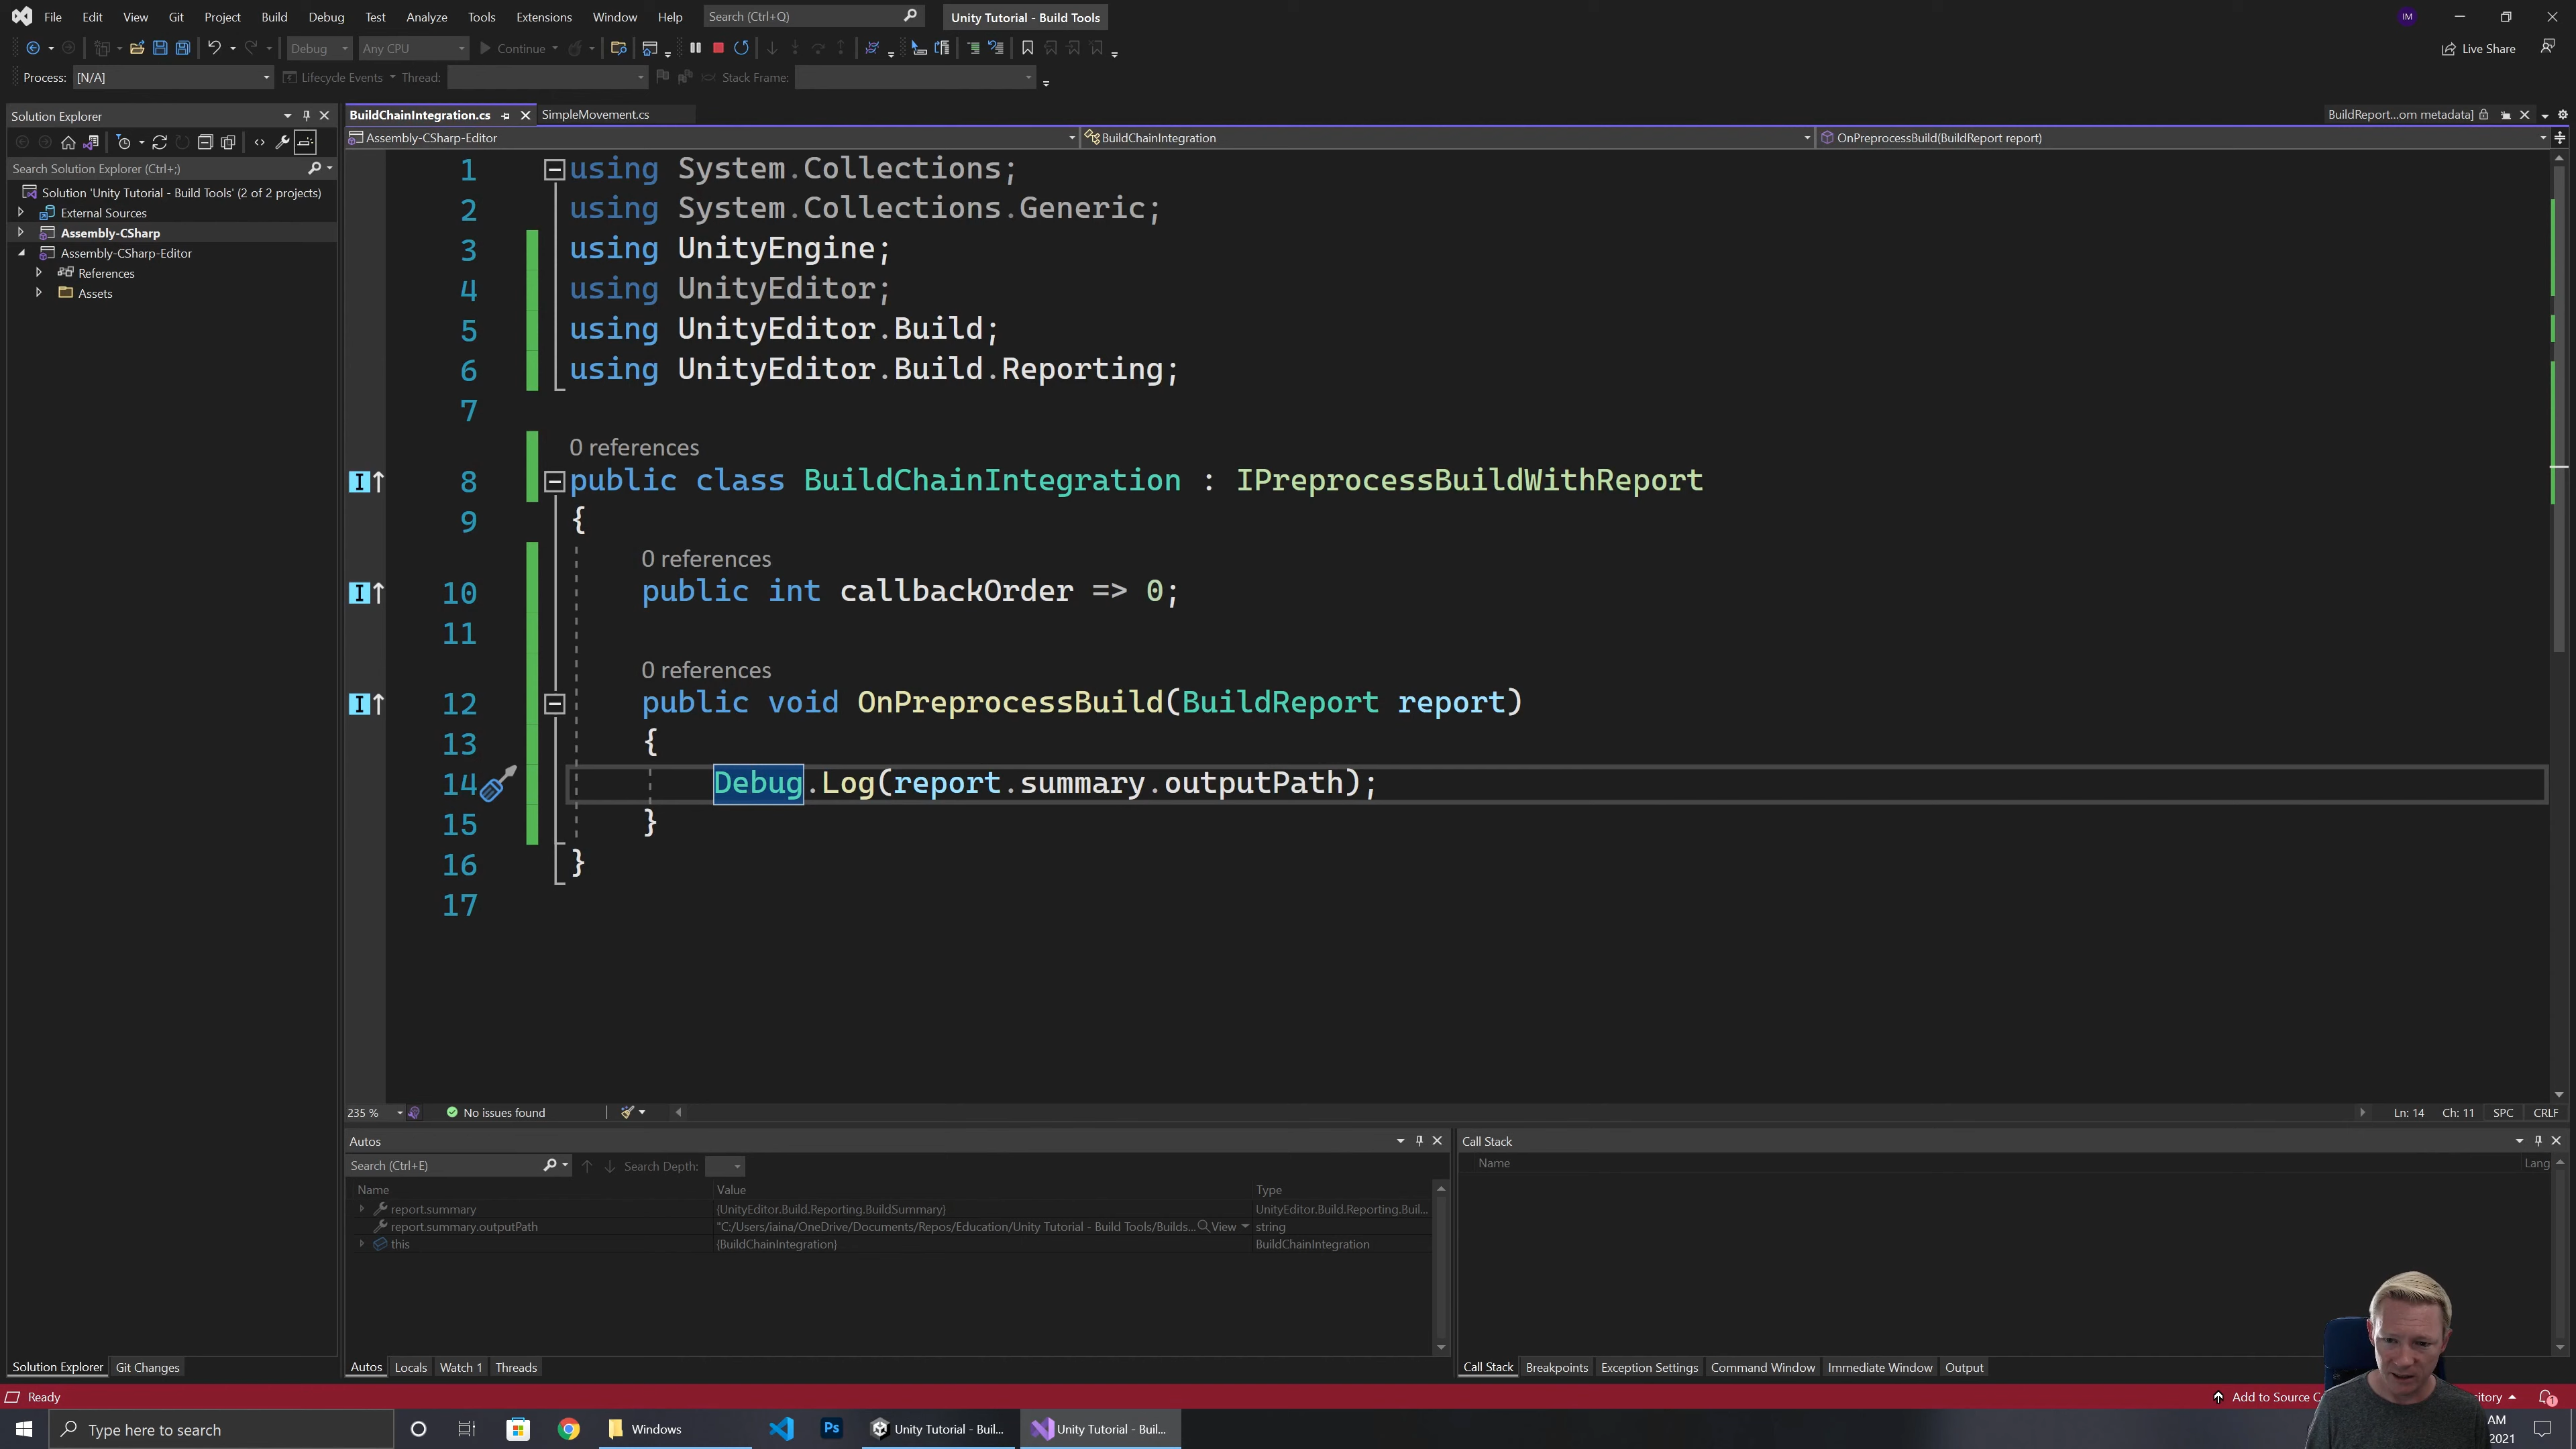 File Edit View Git Project Build Debug Test Analyze Tools Extensions Window Help Search (Ctrl+Q) Unity Tutorial - Build Tools IM
Debug Any CPU Continue Live Share
Process: [N/A] Lifecycle Events Thread: Stack Frame:
Solution Explorer
Search Solution Explorer (Ctrl+;)
Solution 'Unity Tutorial - Build Tools' (2 of 2 projects)
External Sources
Assembly-CSharp
Assembly-CSharp-Editor
References
Assets
Solution Explorer Git Changes
BuildChainIntegration.cs SimpleMovement.cs BuildReport...om metadata]
Assembly-CSharp-Editor BuildChainIntegration OnPreprocessBuild(BuildReport report)
1 using System.Collections;
2 using System.Collections.Generic;
3 using UnityEngine;
4 using UnityEditor;
5 using UnityEditor.Build;
6 using UnityEditor.Build.Reporting;
7
0 references
8 public class BuildChainIntegration : IPreprocessBuildWithReport
9 {
0 references
10 public int callbackOrder => 0;
11
0 references
12 public void OnPreprocessBuild(BuildReport report)
13 {
14 Debug.Log(report.summary.outputPath);
15 }
16 }
17
235 % No issues found Ln: 14 Ch: 11 SPC CRLF
Autos
Search (Ctrl+E) Search Depth:
Name Value Type
report.summary {UnityEditor.Build.Reporting.BuildSummary} UnityEditor.Build.Reporting.Buil...
report.summary.outputPath "C:/Users/iaina/OneDrive/Documents/Repos/Education/Unity Tutorial - Build Tools/Builds... View string
this {BuildChainIntegration} BuildChainIntegration
Autos Locals Watch 1 Threads
Call Stack
Name Lang
Call Stack Breakpoints Exception Settings Command Window Immediate Window Output
Ready Add to Source C itory 1
Type here to search Windows Ps Unity Tutorial - Buil... Unity Tutorial - Buil... AM
2021